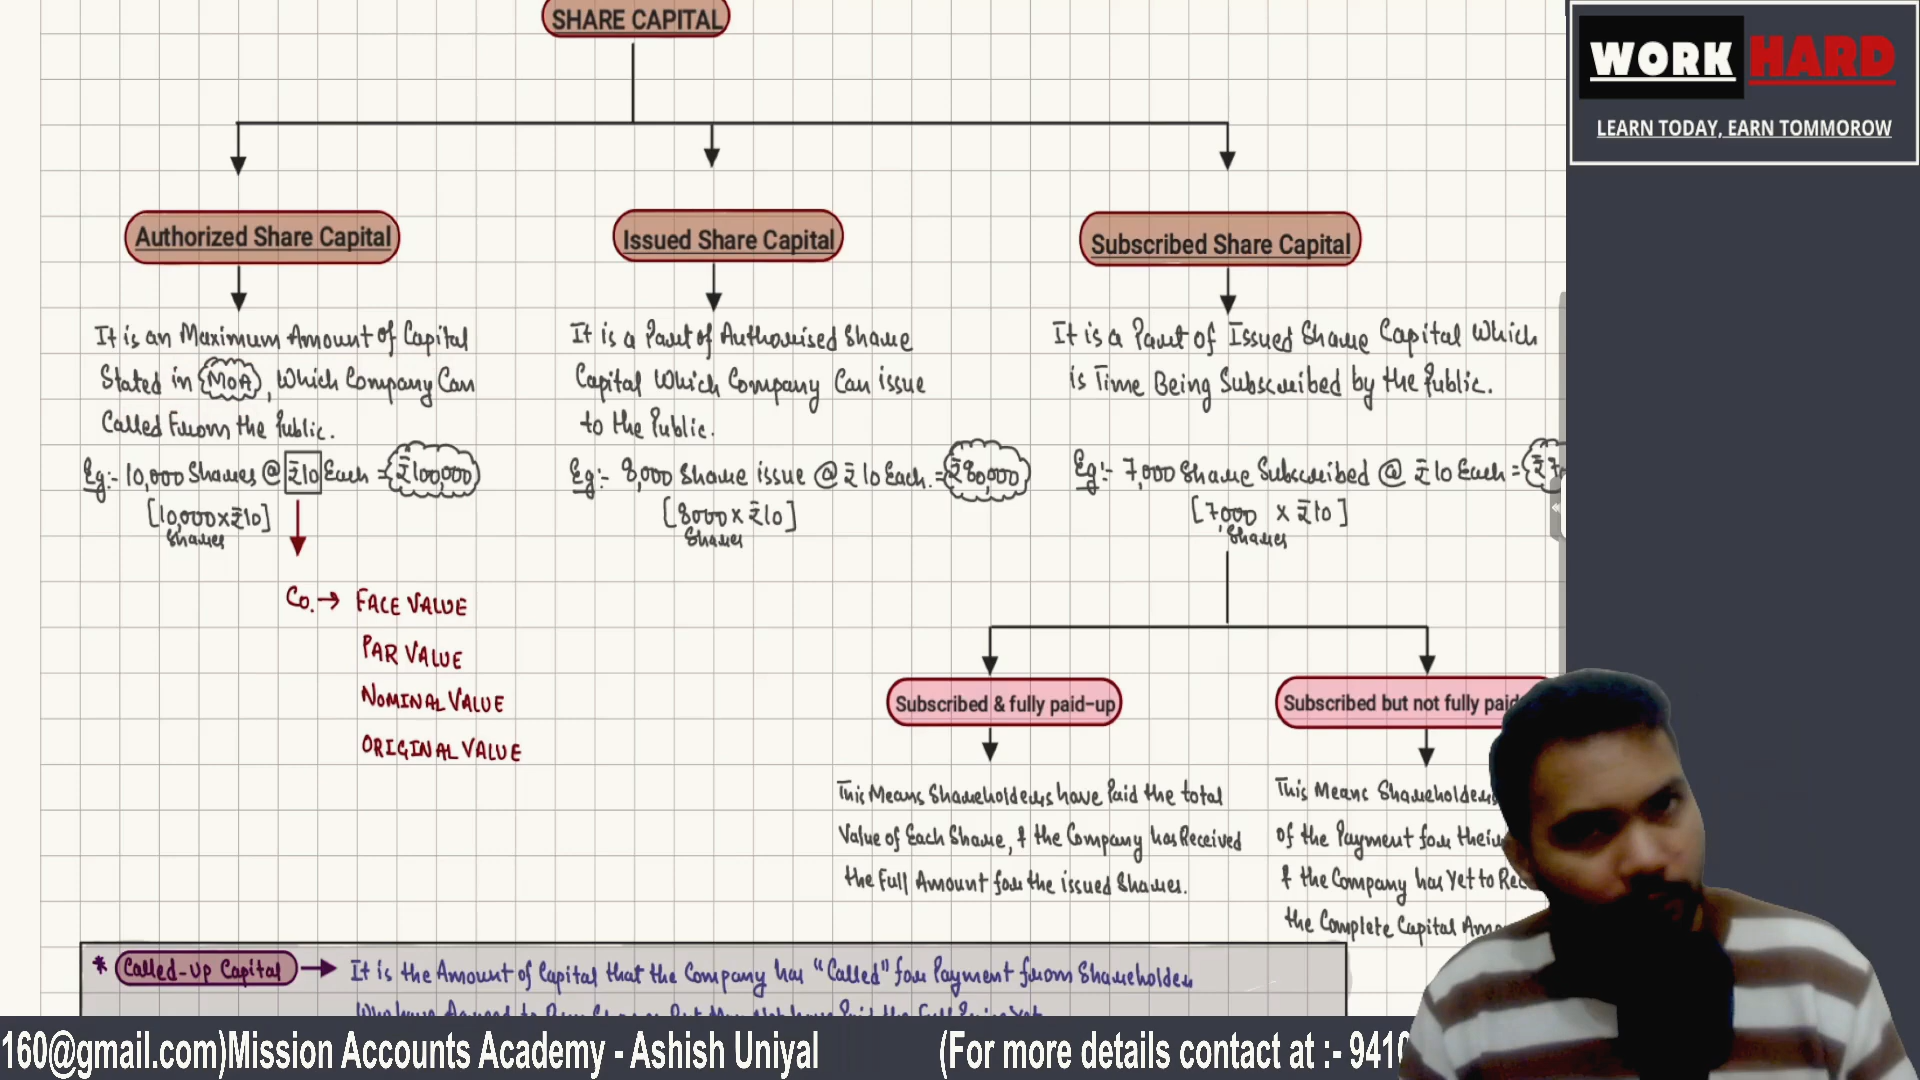 SHARE CAPITAL
WORK HARD
LEARN TODAY, EARN TOMMOROW
Authorized Share Capital
Issued Share Capital
Subscribed Share Capital
It is an Maximum Amount of Capital
Stated in MOA, Which Company Can
Called From the Public.
Eg:- 10,000 Shares @ ₹10 Each = ₹100,000
[10,000 x ₹10]
Shares
Co. → FACE VALUE
PAR VALUE
NOMINAL VALUE
ORIGINAL VALUE
It is a Part of Authorised Share
Capital Which Company Can issue
to the Public.
Eg:- 8,000 Share issue @ ₹10 Each. = ₹80,000
[8000 x ₹10]
Shares
It is a Part of Issued Share Capital Which
is Time Being Subscribed by the Public.
Eg:- 7,000 Share Subscribed @ ₹10 Each =
[7,000 x ₹10]
Shares
Subscribed & fully paid-up
This Means Shareholders have Paid the total
Value of Each Share, & the Company has Received
the Full Amount for the issued Shares.
Subscribed but not fully paid
This Means Shareholders
of the Payment for their
& the Company has Yet to
the Complete Capital
* Called-up Capital → It is the Amount of Capital that the Company has "Called" for Payment from Shareholder
160@gmail.com)Mission Accounts Academy - Ashish Uniyal (For more details contact at :- 941